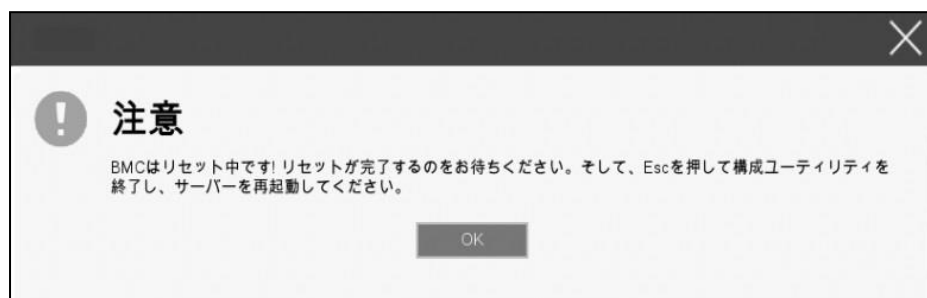 注意
BMCはリセット中です! リセットが完了するのをお待ちください。そして、Escを押して構成ユーティリティを
終了し、サーバーを再起動してください。
OK